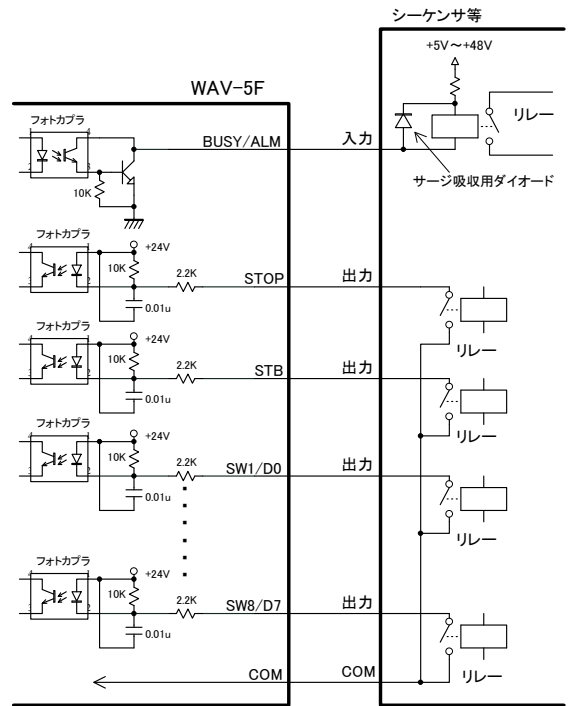 シーケンサ等
+5V～+48V
WAV-5F
フォトカプラ
リレー
BUSY/ALM
入力
10K
サージ吸収用ダイオード
フォトカプラ
+24V
10K
2.2K
STOP
出力
0.01u
リレー
フォトカプラ
+24V
10K
2.2K
STB
出力
0.01u
リレー
フォトカプラ
+24V
10K
2.2K
SW1/D0
出力
0.01u
リレー
フォトカプラ
+24V
10K
2.2K
SW8/D7
出力
0.01u
COM
COM
リレー